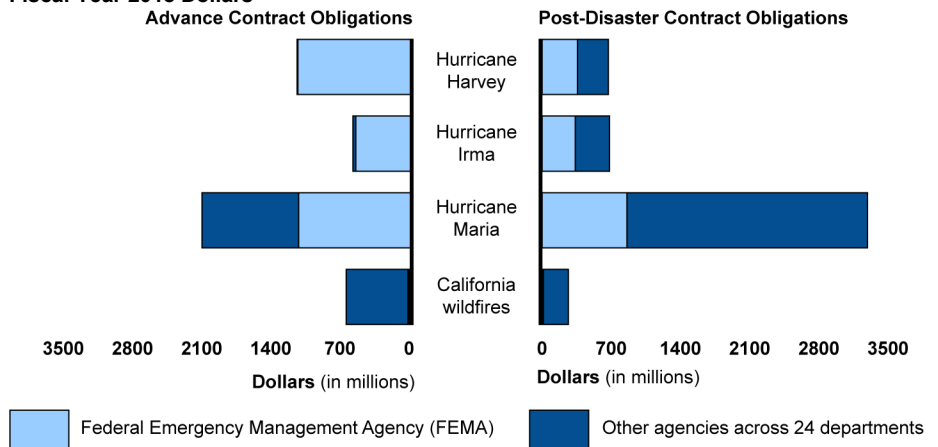 Advance Contract Obligations
Post-Disaster Contract Obligations
Hurricane
Harvey
Hurricane
Irma
Hurricane
Maria
California
wildfires
3500 2800 2100 1400 700 0
0 700 1400 2100 2800 3500
Dollars (in millions)
Dollars (in millions)
Federal Emergency Management Agency (FEMA)
Other agencies across 24 departments